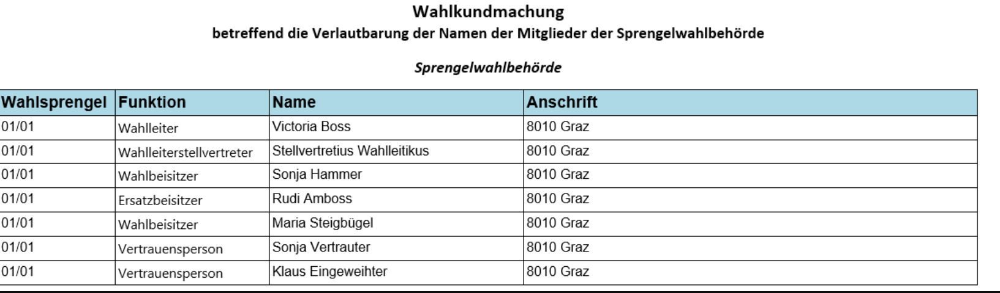 Wahlkundmachung
betreffend die Verlautbarung der Namen der Mitglieder der Sprengelwahlbehörde
Sprengelwahlbehörde
Wahlsprengel Funktion Name Anschrift
01/01 Wahlleiter Victoria Boss 8010 Graz
01/01 Wahlleiterstellvertreter Stellvertretius Wahlleitikus 8010 Graz
01/01 Wahlbeisitzer Sonja Hammer 8010 Graz
01/01 Ersatzbeisitzer Rudi Amboss 8010 Graz
01/01 Wahlbeisitzer Maria Steigbügel 8010 Graz
01/01 Vertrauensperson Sonja Vertrauter 8010 Graz
01/01 Vertrauensperson Klaus Eingeweihter 8010 Graz